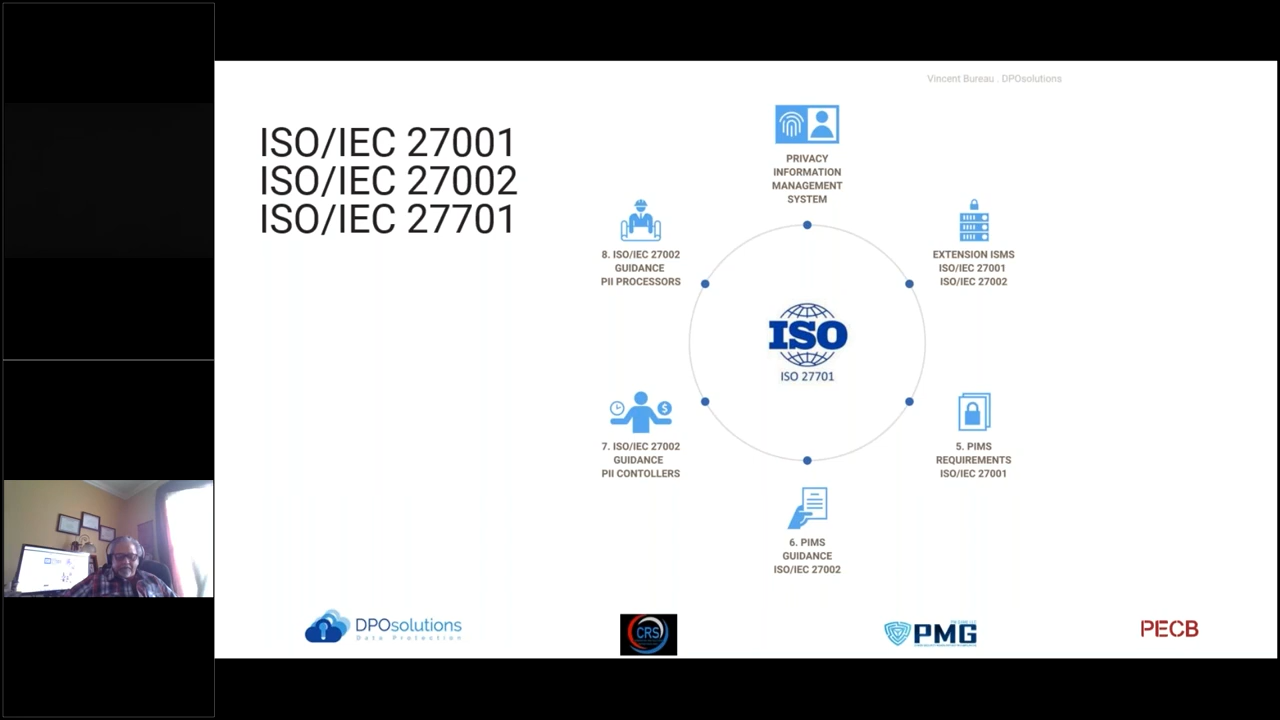 Vincent Bureau . DPOsolutions
ISO/IEC 27001
ISO/IEC 27002
ISO/IEC 27701
PRIVACY
INFORMATION
MANAGEMENT
SYSTEM
EXTENSION ISMS
ISO/IEC 27001
ISO/IEC 27002
5. PIMS
REQUIREMENTS
ISO/IEC 27001
6. PIMS
GUIDANCE
ISO/IEC 27002
7. ISO/IEC 27002
GUIDANCE
PII CONTOLLERS
8. ISO/IEC 27002
GUIDANCE
PII PROCESSORS
ISO
ISO 27701
DPOsolutions
Data Protection
CRS
PMG
PECB